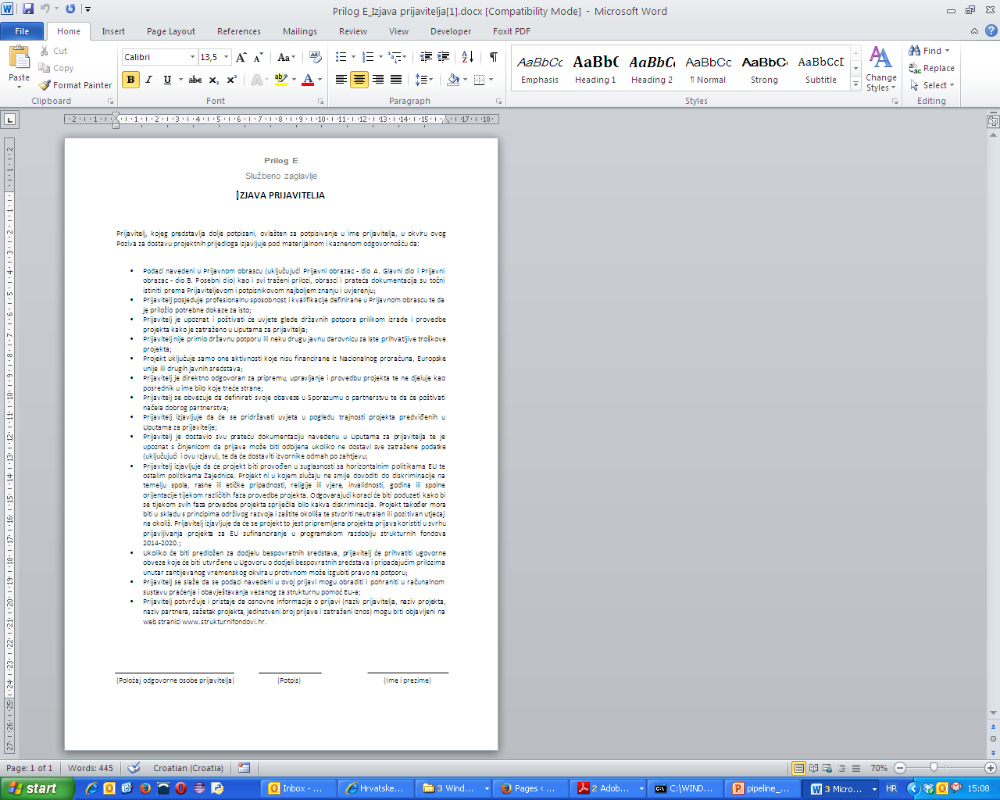 Prilog E_Izjava prijavitelja[1].docx [Compatibility Mode] - Microsoft Word
File Home Insert Page Layout References Mailings Review View Developer Foxit PDF
Paste
Cut
Copy
Format Painter
Clipboard
Calibri 13,5
Font
Paragraph
AaBbCc AaBbC AaBbCc AaBbCc AaBbCc AaBbCcI
Emphasis Heading 1 Heading 2 ¶ Normal Strong Subtitle
Styles
Change Styles
Find
Replace
Select
Editing
Prilog E
Službeno zaglavlje
IZJAVA PRIJAVITELJA
Prijavitelj, kojeg predstavlja dolje potpisani, ovlašten za potpisivanje u ime prijavitelja, u okviru ovog
Poziva za dostavu projektnih prijedloga izjavljuje pod materijalnom i kaznenom odgovornošću da:
• Podaci navedeni u Prijavnom obrascu (uključujući Prijavni obrazac - dio A. Glavni dio i Prijavni
obrazac - dio B. Posebni dio) kao i svi traženi prilozi, obrasci i prateća dokumentacija su točni
istiniti prema Prijaviteljevom i potpisnikovom najboljem znanju i uvjerenju;
• Prijavitelj posjeduje profesionalnu sposobnost i kvalifikacije definirane u Prijavnom obrascu te da
je priložio potrebne dokaze za isto;
• Prijavitelj je upoznat i poštivati će uvjete glede državnih potpora prilikom izrade i provedbe
projekta kako je zatraženo u Uputama za prijavitelja;
• Prijavitelj nije primio državnu potporu ili neku drugu javnu darovnicu za iste prihvatljive troškove
projekta;
• Projekt uključuje samo one aktivnosti koje nisu financirane iz Nacionalnog proračuna, Europske
unije ili drugih javnih sredstava;
• Prijavitelj je direktno odgovoran za pripremu, upravljanje i provedbu projekta te ne djeluje kao
posrednik u ime bilo koje treće strane;
• Prijavitelj se obvezuje da definirati svoje obaveze u Sporazumu o partnerstvu te da će poštivati
načela dobrog partnerstva;
• Prijavitelj izjavljuje da će se pridržavati uvjeta u pogledu trajnosti projekta predviđenih u
Uputama za prijavitelje;
• Prijavitelj je dostavio svu prateću dokumentaciju navedenu u Uputama za prijavitelja te je
upoznat s činjenicom da prijava može biti odbijena ukoliko ne dostavi sve zatražene podatke
(uključujući i ovu Izjavu), te da će dostaviti izvornike odmah po zahtjevu;
• Prijavitelj izjavljuje da će projekt biti provođen u suglasnosti sa horizontalnim politikama EU te
ostalim politikama Zajednice. Projekt ni u kojem slučaju ne smije dovoditi do diskriminacije na
temelju spola, rasne ili etičke pripadnosti, religije ili vjere, invalidnosti, godina ili spolne
orijentacije tijekom različitih faza provedbe projekta. Odgovarajući koraci će biti poduzeti kako bi
se tijekom svih faza provedbe projekta spriječila bilo kakva diskriminacija. Projekt također mora
biti u skladu s principima održivog razvoja i zaštite okoliša te stvoriti neutralan ili pozitivan utjecaj
na okoliš. Prijavitelj izjavljuje da će se projekt to jest pripremljena projekta prijava koristiti u svrhu
prijavljivanja projekta za EU sufinanciranje u programskom razdoblju strukturnih fondova
2014-2020.;
• Ukoliko će biti predložen za dodjelu bespovratnih sredstava, prijavitelj će prihvatiti ugovorne
obveze koje će biti utvrđene u Ugovoru o dodjeli bespovratnih sredstava i pripadajućim prilozima
unutar zahtijevanog vremenskog okvira u protivnom može izgubiti pravo na potporu;
• Prijavitelj se slaže da se podaci navedeni u ovoj prijavi mogu obraditi i pohraniti u računalnom
sustavu praćenja i obavještavanja vezanog za strukturnu pomoć EU-a;
• Prijavitelj potvrđuje i pristaje da osnovne informacije o prijavi (naziv prijavitelja, naziv projekta,
naziv partnera, sažetak projekta, jedinstveni broj prijave i zatraženi iznos) mogu biti objavljeni na
web stranici www.strukturnifondovi.hr.
(Položaj odgovorne osobe prijavitelja) (Potpis) (Ime i prezime)
Page: 1 of 1 Words: 445 Croatian (Croatia) 70%
start Inbox - ... Hrvatske... 3 Wind... Pages ‹ ... 2 Adob... C:\WIND... pipeline_... 3 Micro... HR 15:08